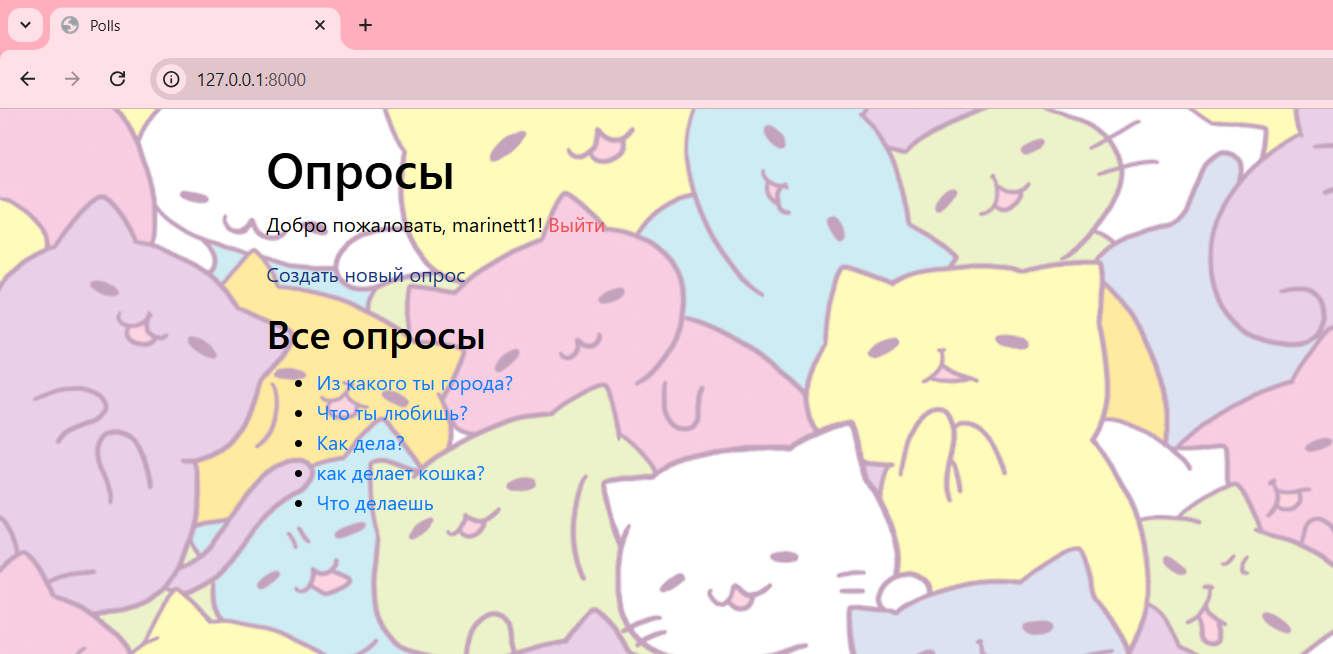 Polls
127.0.0.1:8000
Опросы
Добро пожаловать, marinett1! Выйти
Создать новый опрос
Все опросы
Из какого ты города?
Что ты любишь?
Как дела?
как делает кошка?
Что делаешь